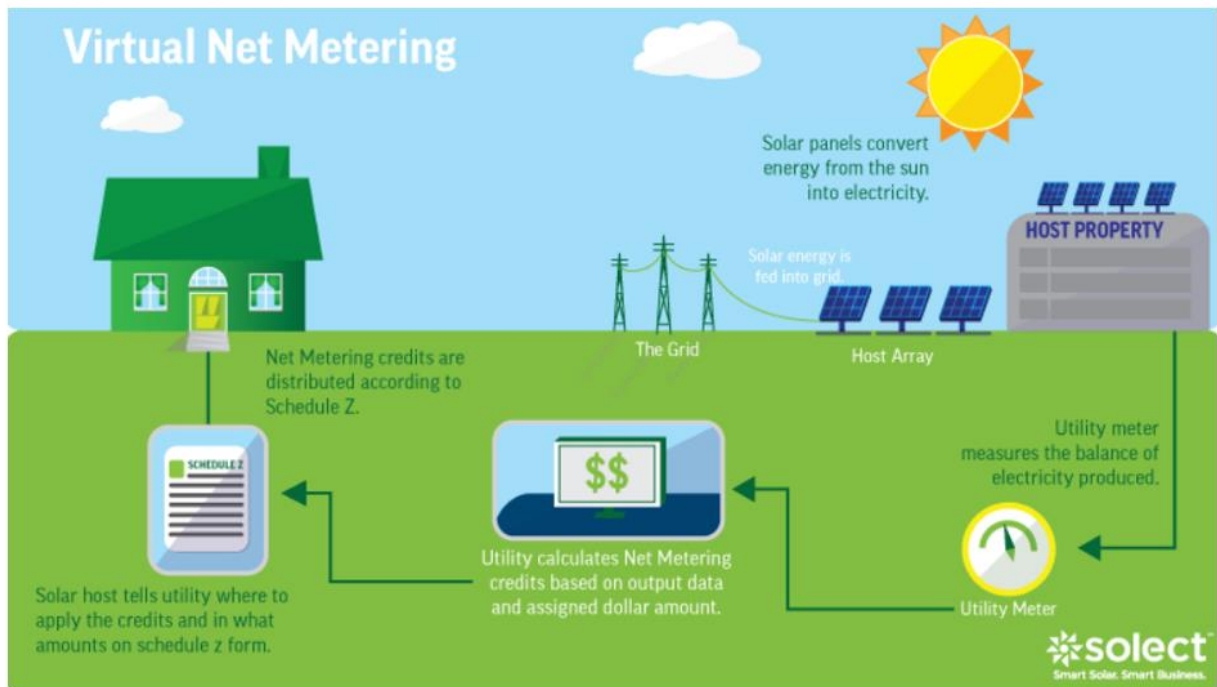 Virtual Net Metering
Solar panels convert
energy from the sun
into electricity.
HOST PROPERTY
Solar energy is
fed into grid.
The Grid
Host Array
Net Metering credits are
distributed according to
Schedule Z.
Utility meter
measures the balance of
electricity produced.
SCHEDULE Z
$$
Utility calculates Net Metering
credits based on output data
and assigned dollar amount.
Utility Meter
Solar host tells utility where to
apply the credits and in what
amounts on schedule z form.
solect™
Smart Solar. Smart Business.